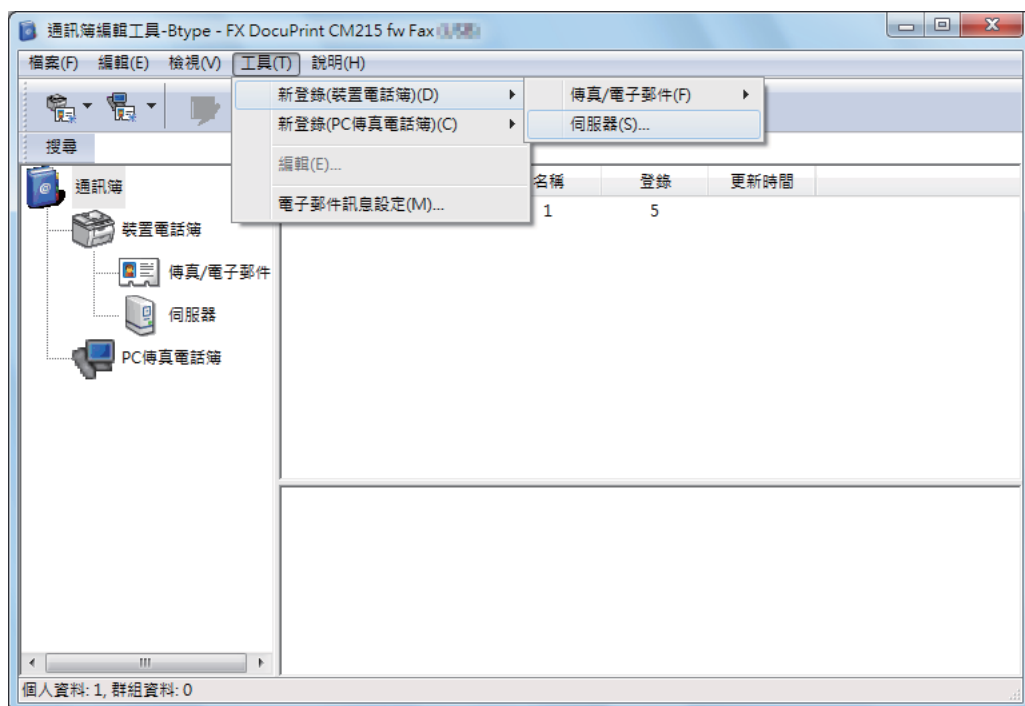 通訊簿編輯工具-Btype - FX DocuPrint CM215 fw Fax
檔案(F) 編輯(E) 檢視(V) 工具(T) 說明(H)
新登錄(裝置電話簿)(D)
傳真/電子郵件(F)
新登錄(PC傳真電話簿)(C)
伺服器(S)...
編輯(E)...
電子郵件訊息設定(M)...
搜尋
名稱 登錄 更新時間
1 5
通訊簿
裝置電話簿
傳真/電子郵件
伺服器
PC傳真電話簿
個人資料: 1, 群組資料: 0